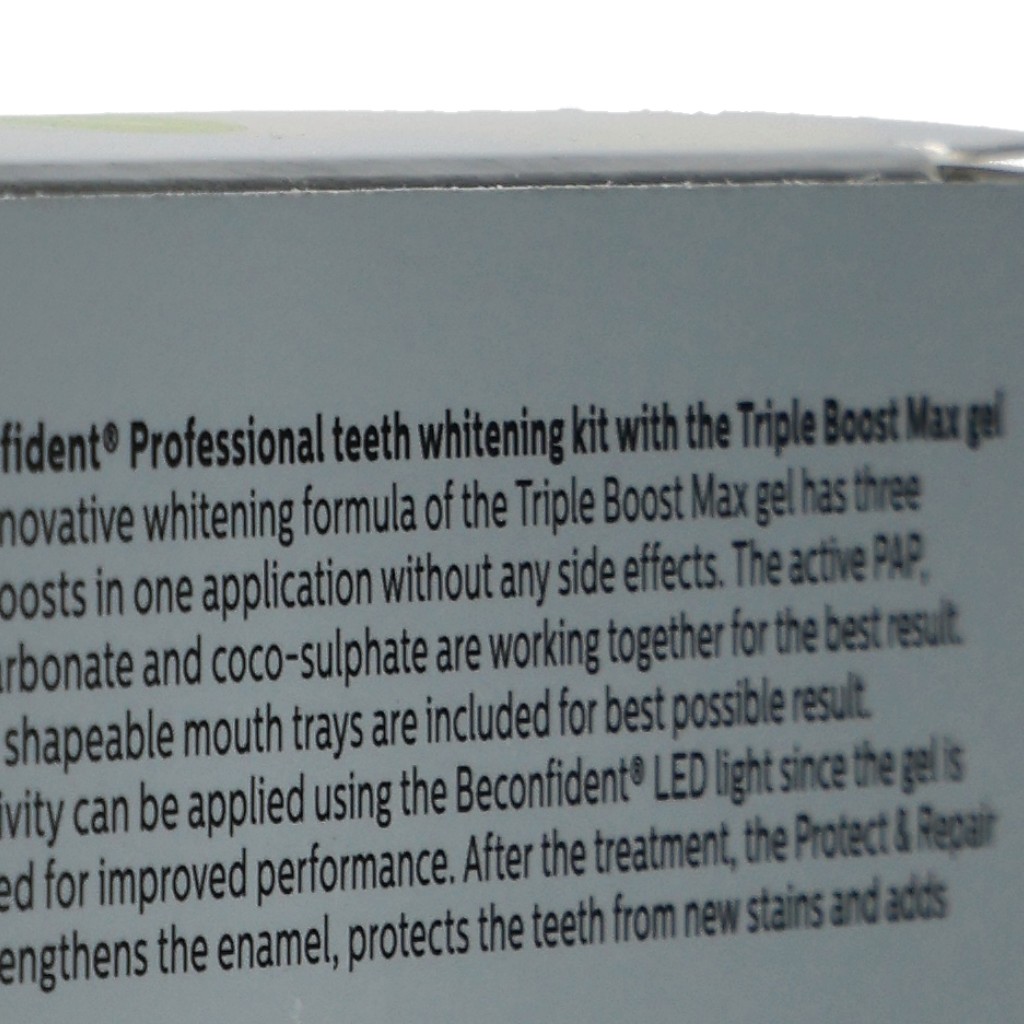 fident® Professional teeth whitening kit with the Triple Boost Max gel
novative whitening formula of the Triple Boost Max gel has three
oosts in one application without any side effects. The active PAP,
arbonate and coco-sulphate are working together for the best result.
shapeable mouth trays are included for best possible result.
ivity can be applied using the Beconfident® LED light since the gel is
ed for improved performance. After the treatment, the Protect & Repair
engthens the enamel, protects the teeth from new stains and adds